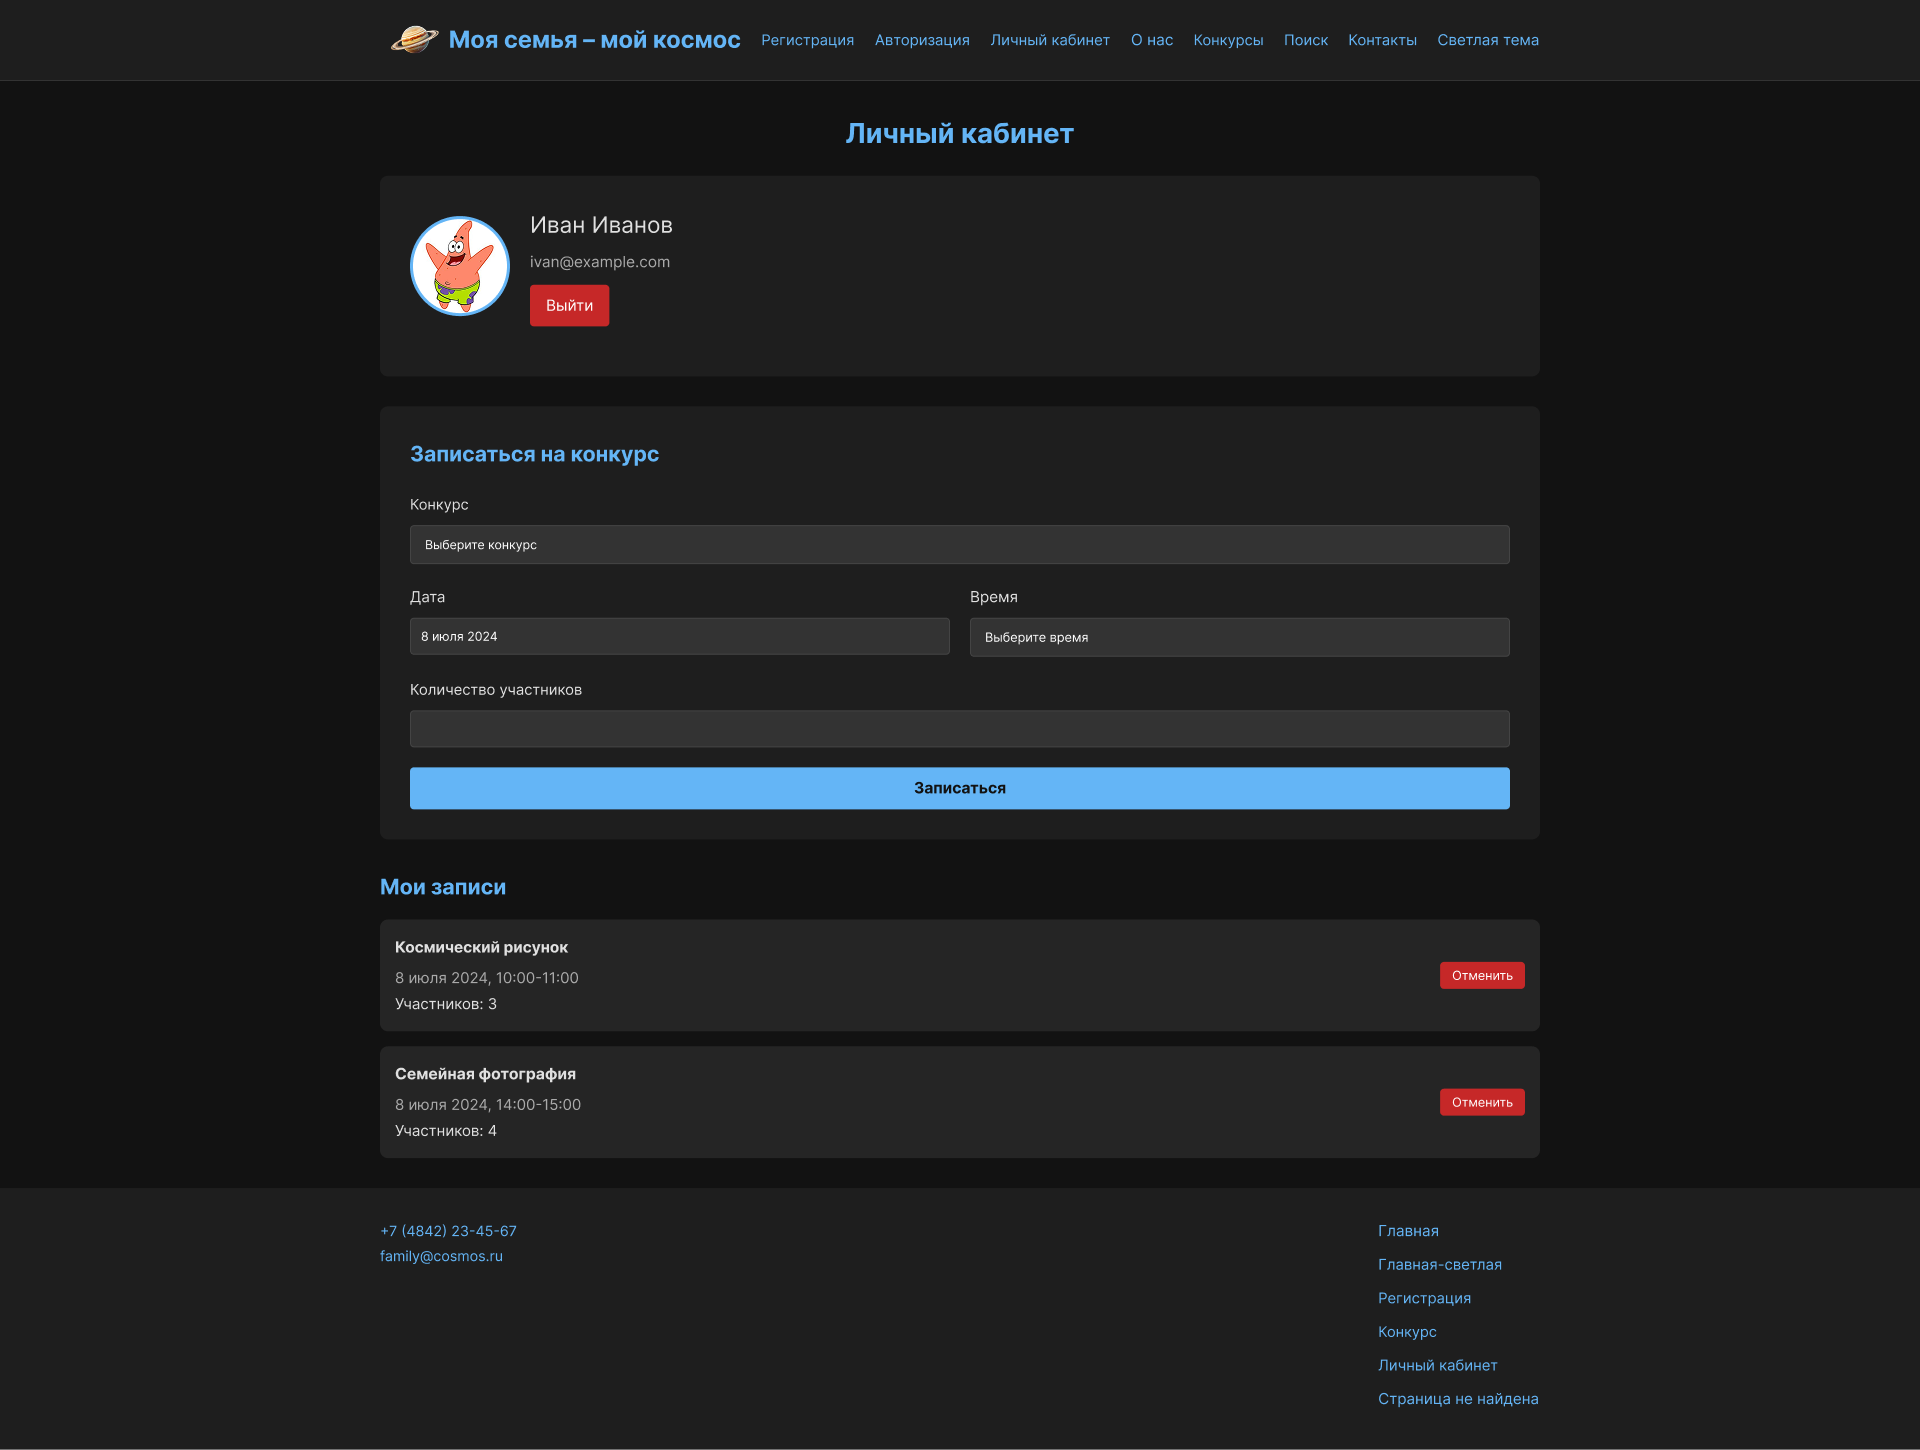 Моя семья – мой космос Регистрация Авторизация Личный кабинет О нас Конкурсы Поиск Контакты Светлая тема
Личный кабинет
Иван Иванов
ivan@example.com
Выйти
Записаться на конкурс
Конкурс
Выберите конкурс
Дата Время
8 июля 2024 Выберите время
Количество участников
Записаться
Мои записи
Космический рисунок
8 июля 2024, 10:00-11:00
Участников: 3
Отменить
Семейная фотография
8 июля 2024, 14:00-15:00
Участников: 4
Отменить
+7 (4842) 23-45-67
family@cosmos.ru
Главная
Главная-светлая
Регистрация
Конкурс
Личный кабинет
Страница не найдена